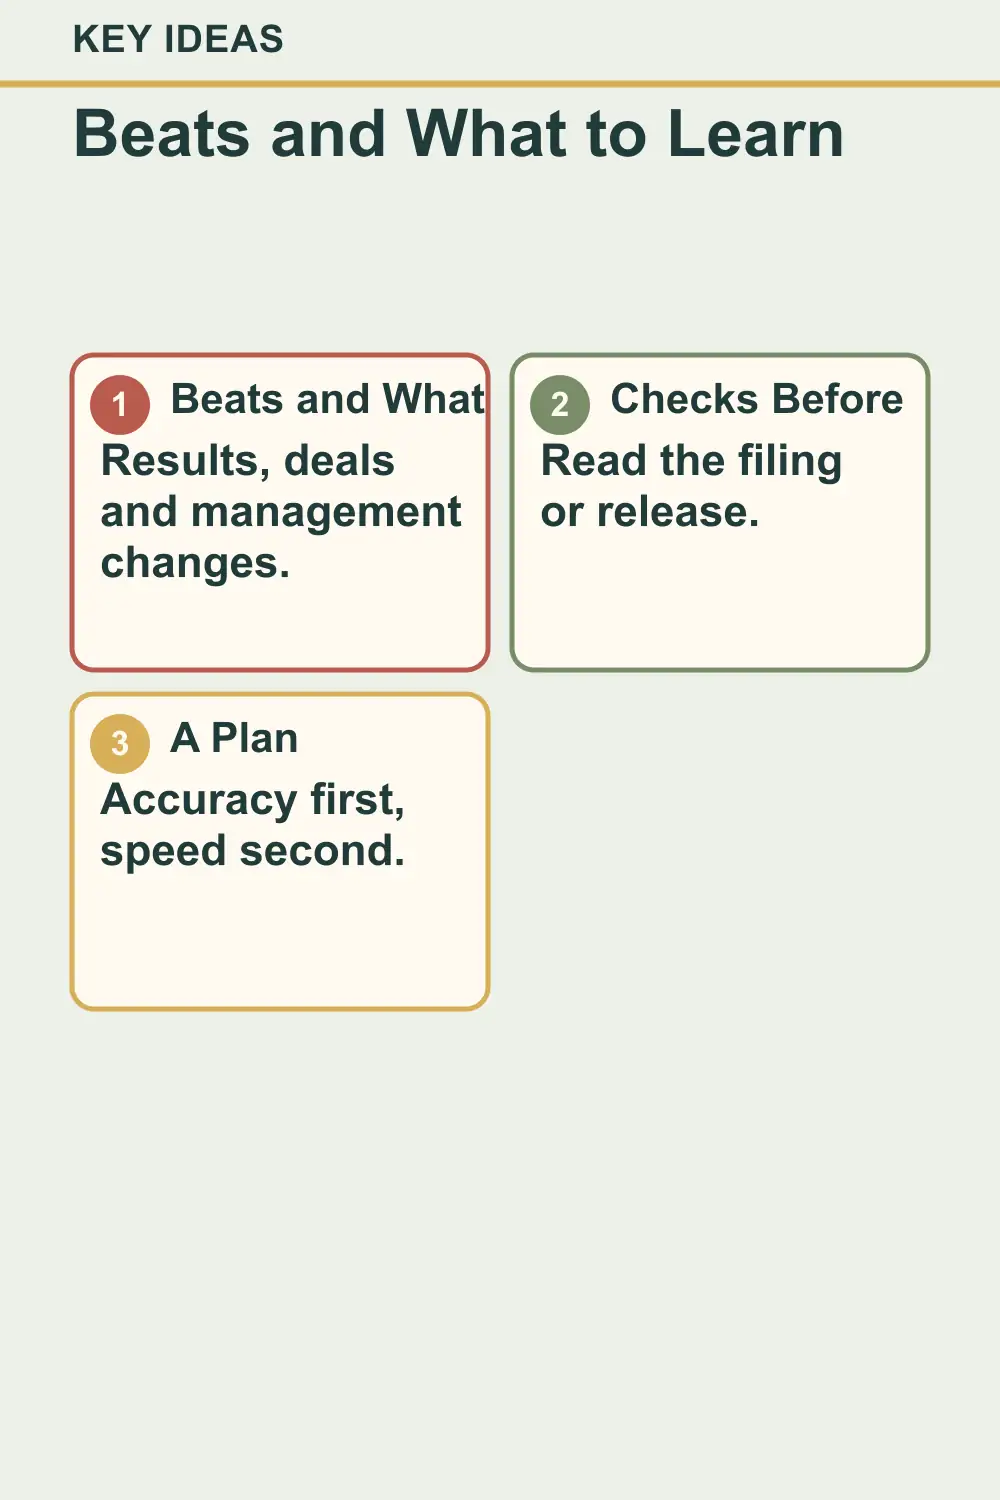 KEY IDEAS
Beats and What to Learn
1
Beats and What
Results, deals
and management
changes.
2
Checks Before
Read the filing
or release.
3
A Plan
Accuracy first,
speed second.